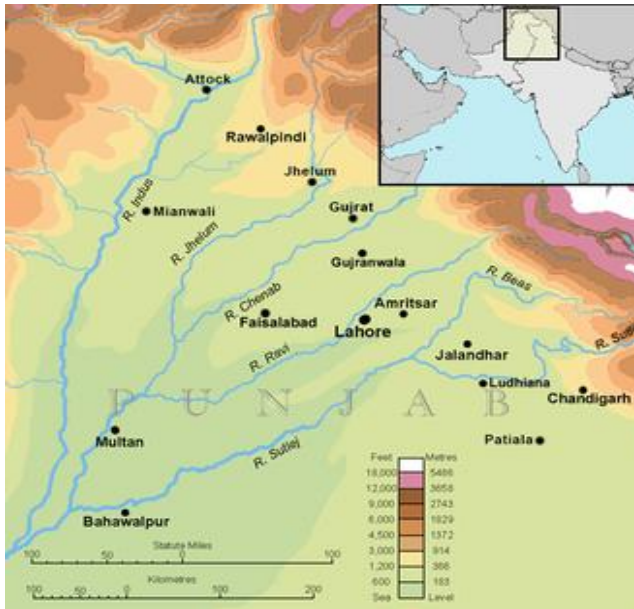 Attock
Rawalpindi
Jhelum
R. Indus
Mianwali
Gujrat
R. Jhelum
Gujranwala
R. Beas
R. Chenab
Faisalabad
Amritsar
Lahore
R. Sutlej
Jalandhar
R. Ravi
Ludhiana
Chandigarh
PUNJAB
Multan
Patiala
R. Sutlej
Feet Metres
18,000 5486
12,000 3658
9,000 2743
6,000 1829
4,500 1372
3,000 914
1,200 366
600 183
Sea Level
Bahawalpur
Statute Miles
100 50 0 100
Kilometres
100 50 0 100 200